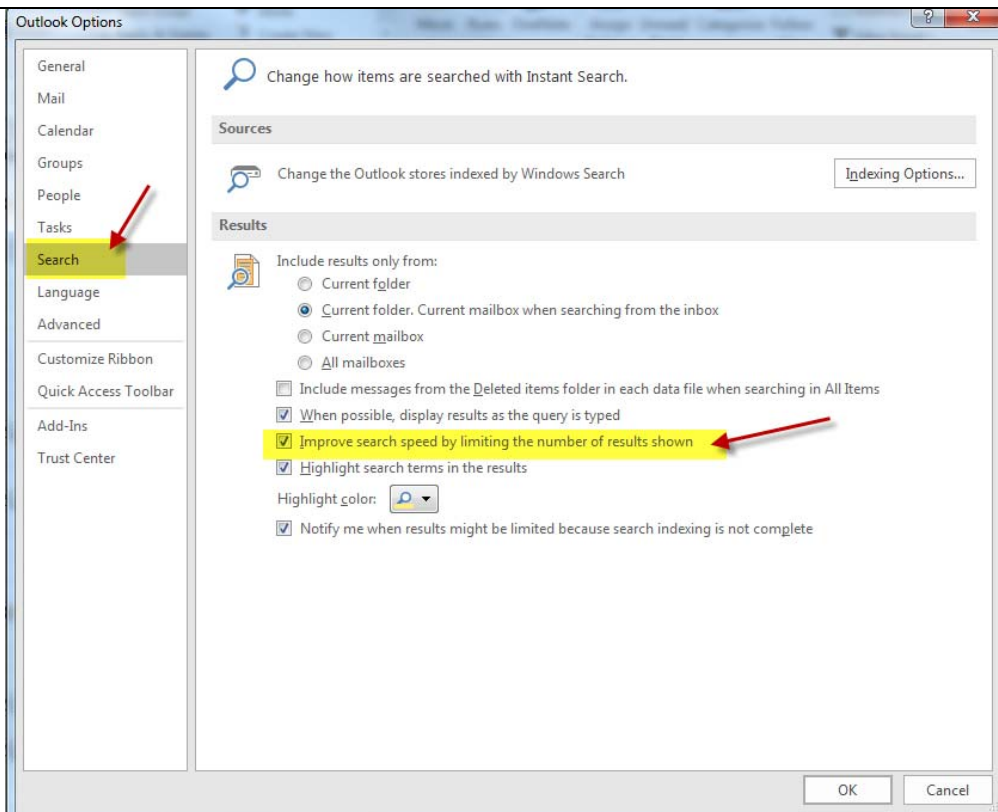 Outlook Options
General
Mail
Calendar
Groups
People
Tasks
Search
Language
Advanced
Customize Ribbon
Quick Access Toolbar
Add-Ins
Trust Center
Change how items are searched with Instant Search.
Sources
Change the Outlook stores indexed by Windows Search
Indexing Options...
Results
Include results only from:
Current folder
Current folder. Current mailbox when searching from the inbox
Current mailbox
All mailboxes
Include messages from the Deleted items folder in each data file when searching in All Items
When possible, display results as the query is typed
Improve search speed by limiting the number of results shown
Highlight search terms in the results
Highlight color:
Notify me when results might be limited because search indexing is not complete
OK
Cancel